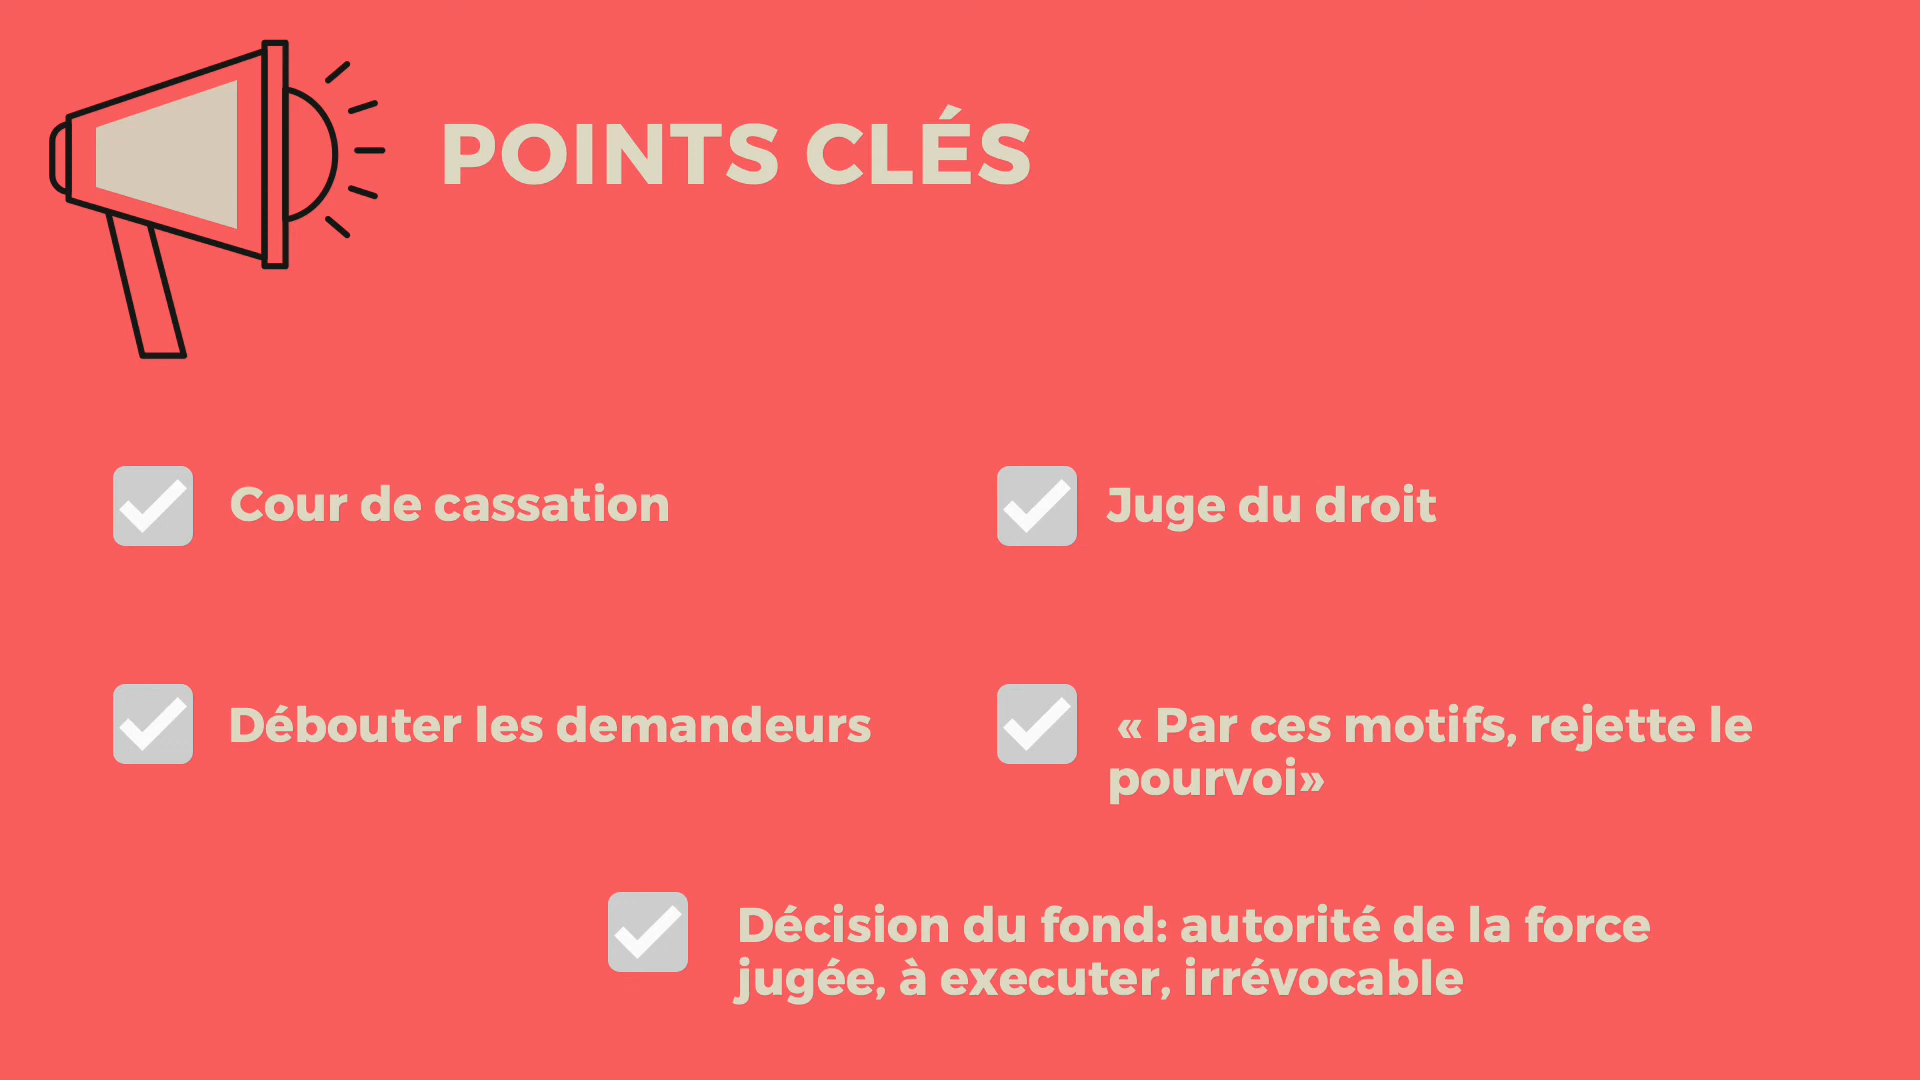 POINTS CLÉS
Cour de cassation
Juge du droit
Débouter les demandeurs
« Par ces motifs, rejette le
pourvoi»
Décision du fond: autorité de la force
jugée, à executer, irrévocable